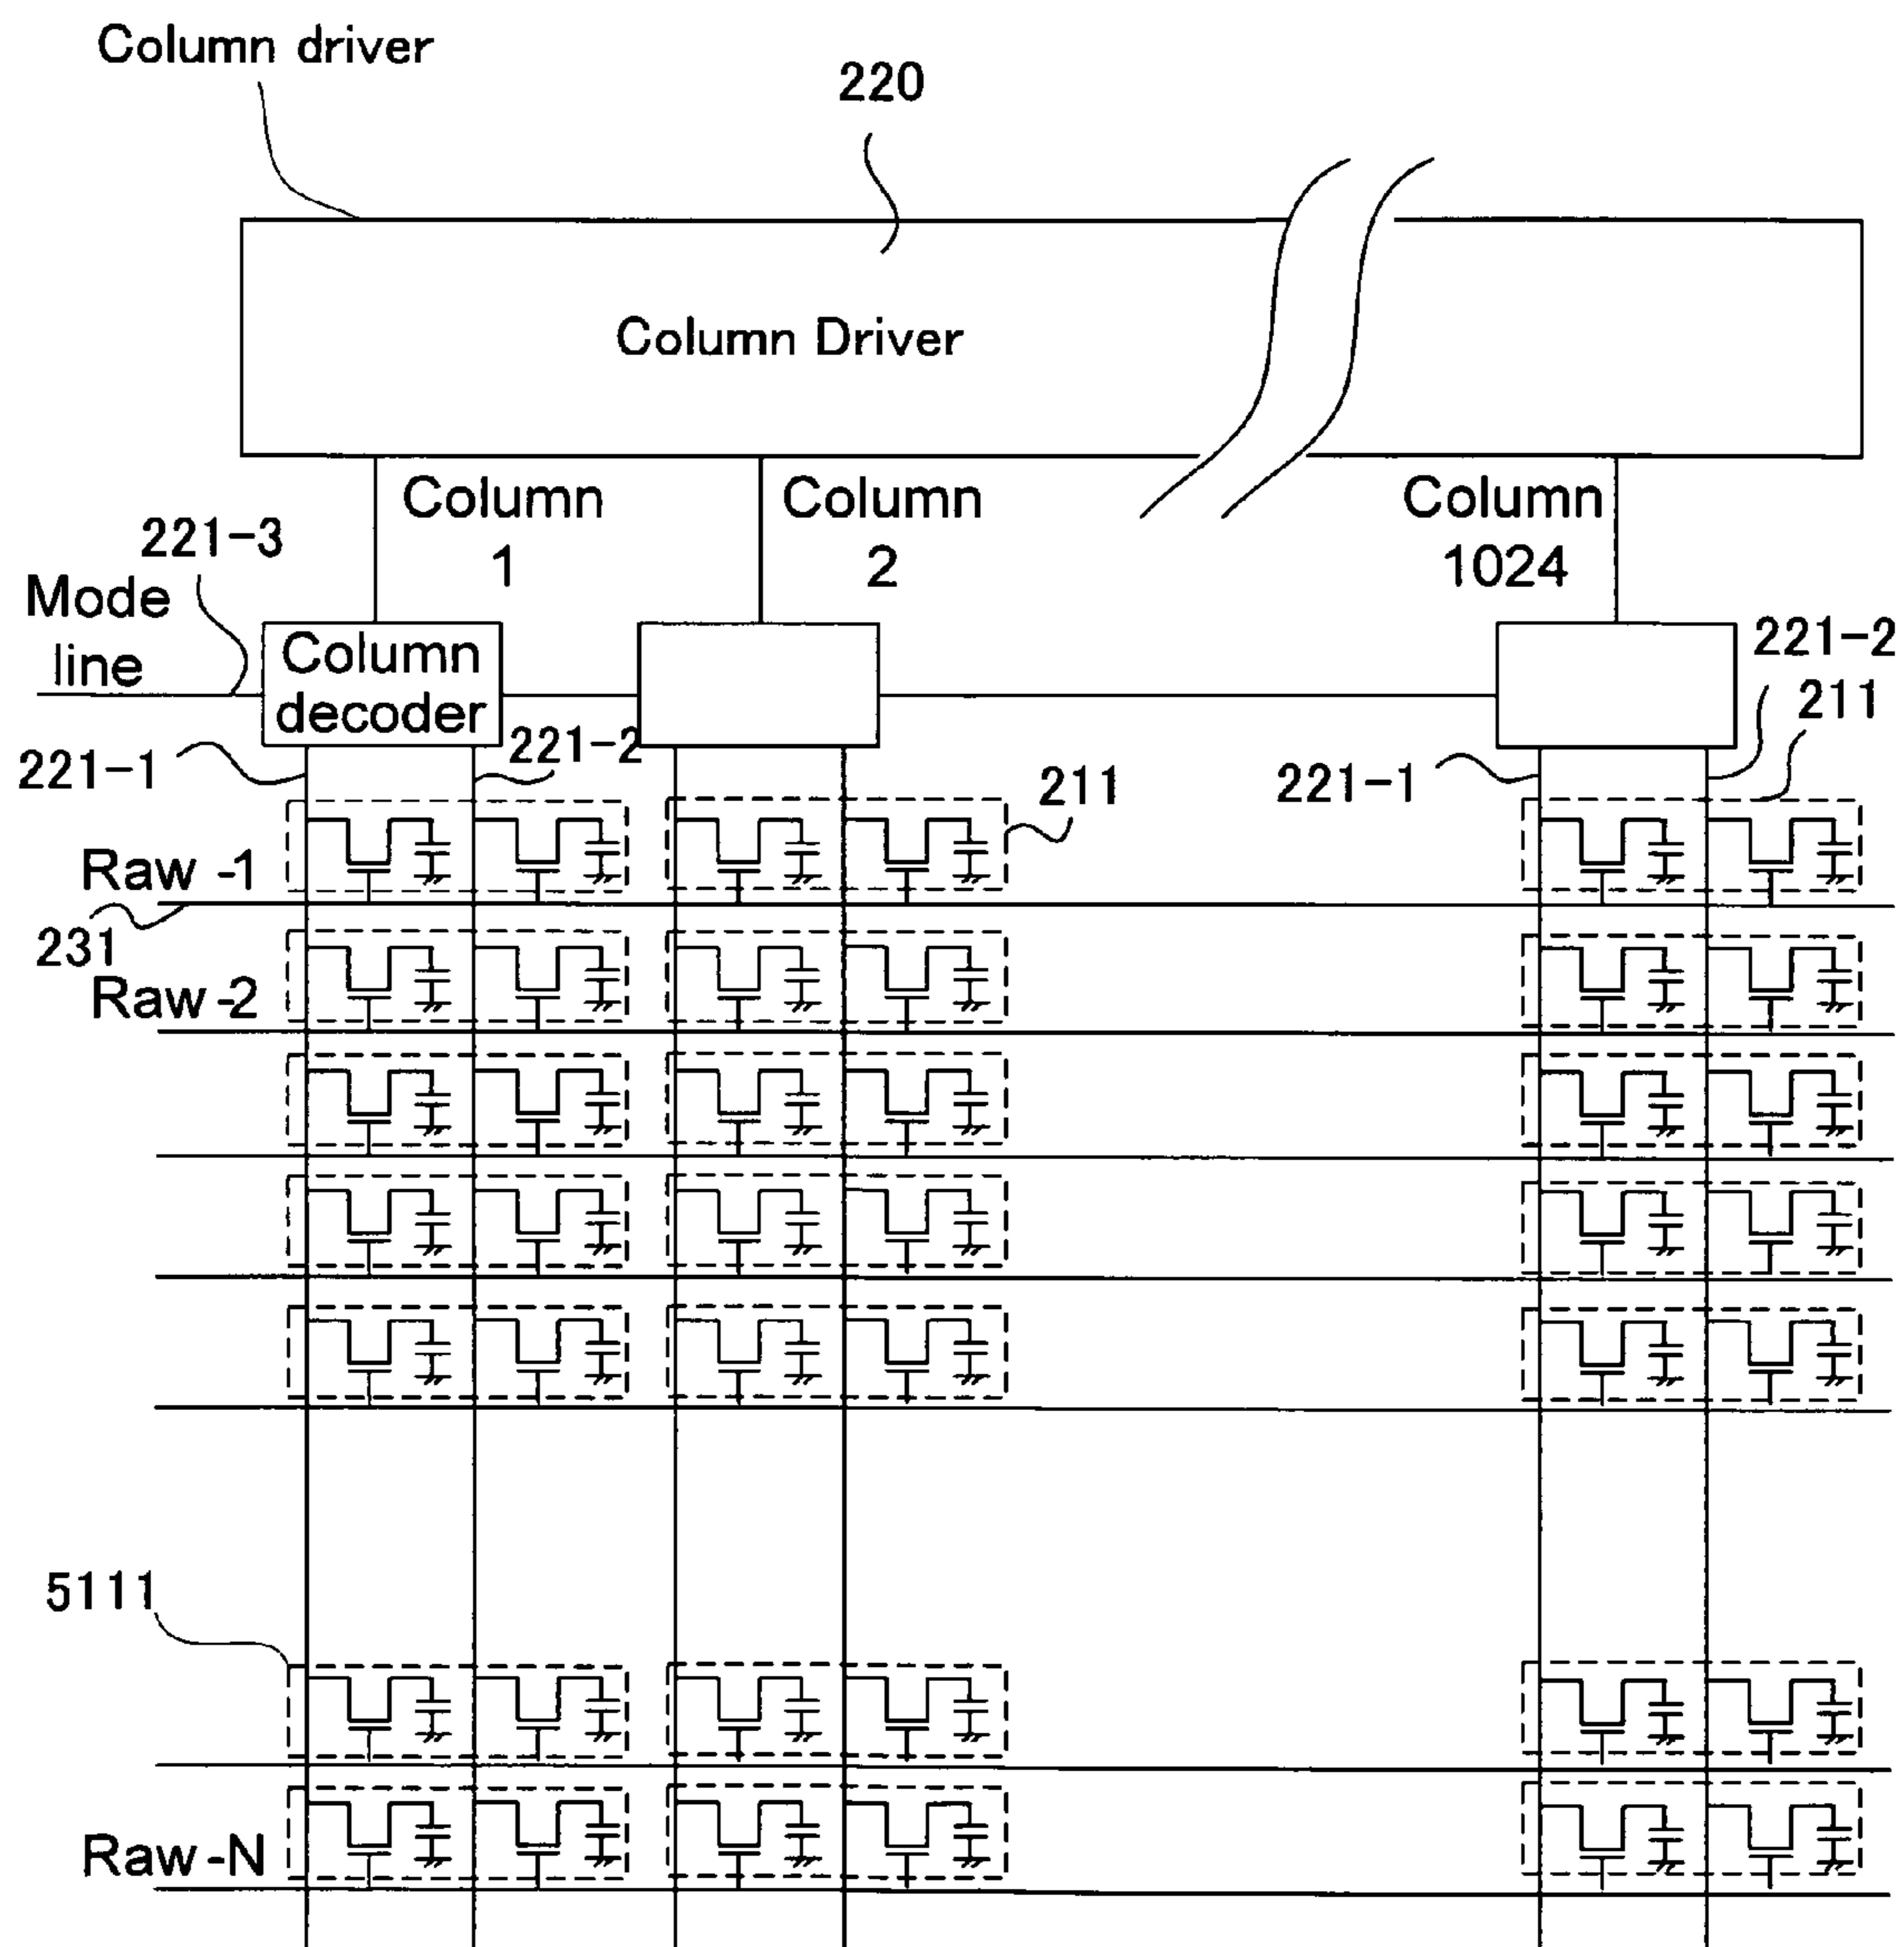 Column driver
220
Column Driver
Column
1
Column
2
Column
1024
221-3
Mode
line
Column
decoder
221-2
211
221-1
221-2
221-1
211
Raw -1
231
Raw -2
5111
Raw -N